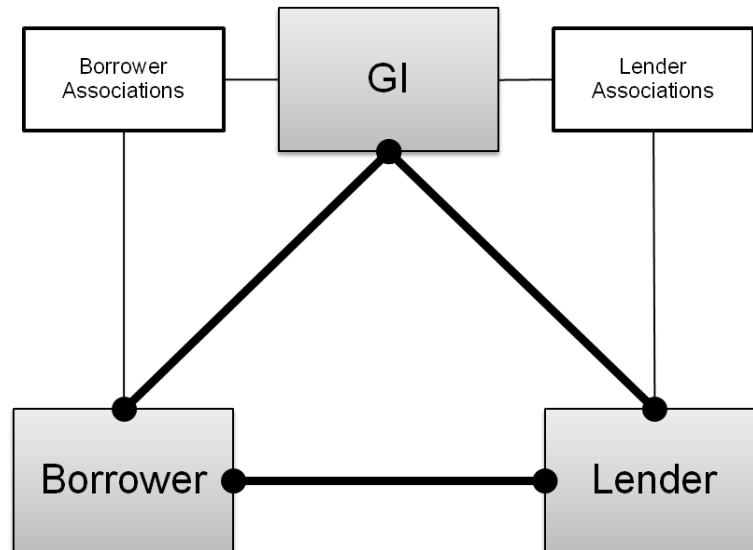 Borrower
Associations
GI
Lender
Associations
Borrower
Lender